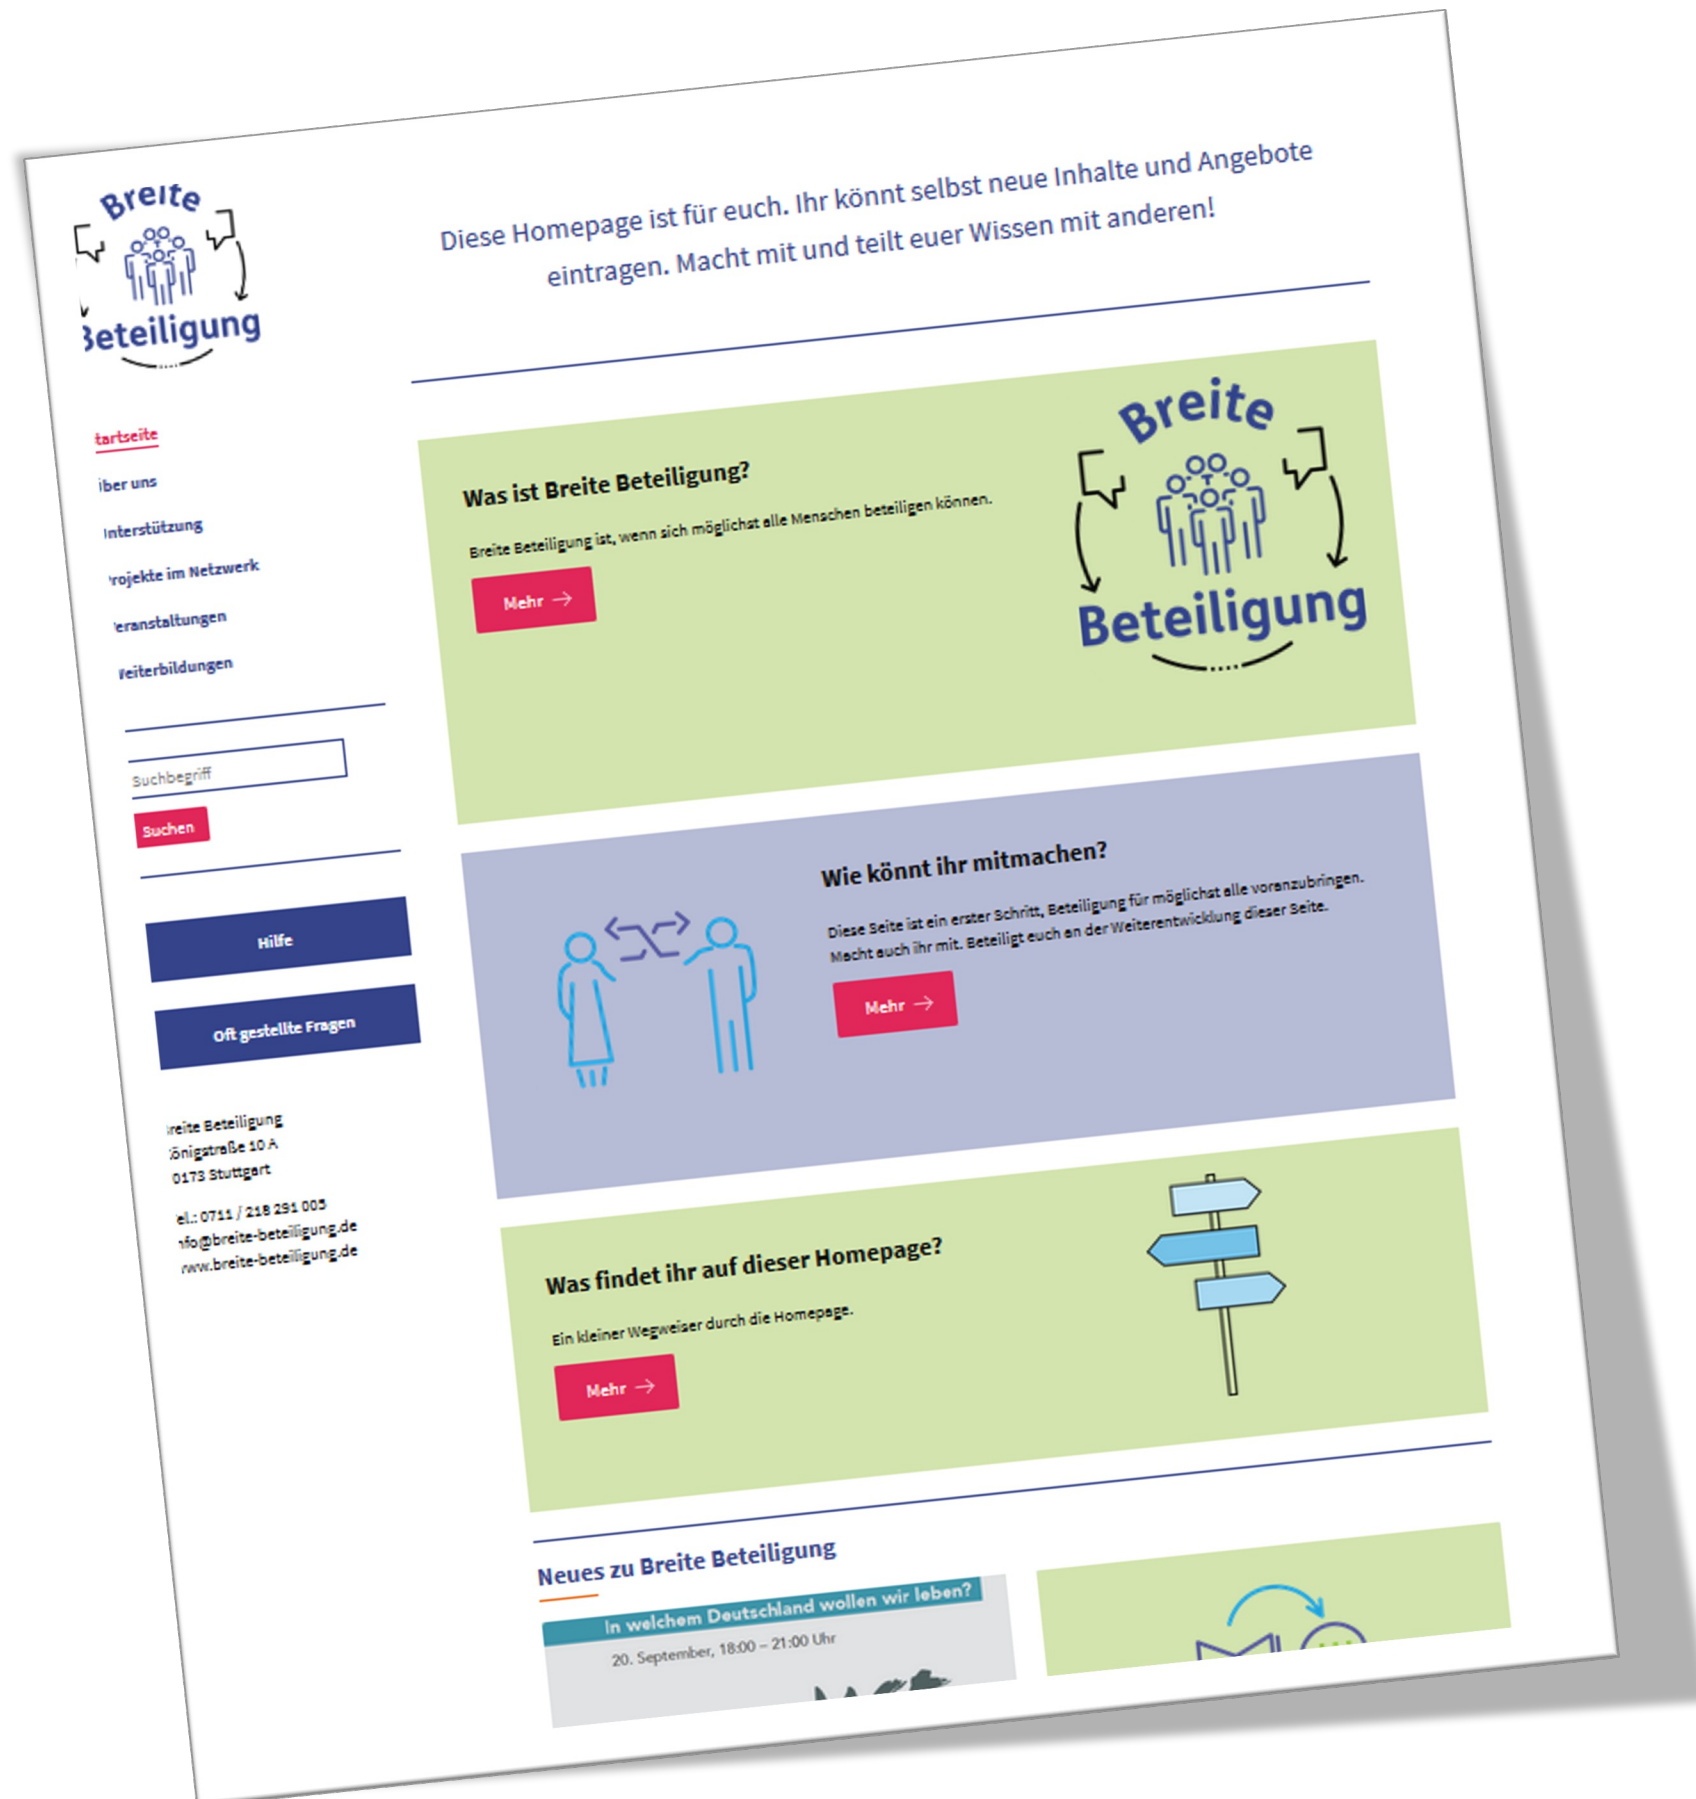 Breite
Beteiligung
Diese Homepage ist für euch. Ihr könnt selbst neue Inhalte und Angebote
eintragen. Macht mit und teilt euer Wissen mit anderen!
tartseite
ber uns
nterstützung
rojekte im Netzwerk
eranstaltungen
eiterbildungen
Suchbegriff
Suchen
Hilfe
Oft gestellte Fragen
reite Beteiligung
önigstraße 10 A
0173 Stuttgart
el.: 0711 / 218 291 005
nfo@breite-beteiligung.de
ww.breite-beteiligung.de
Was ist Breite Beteiligung?
Breite Beteiligung ist, wenn sich möglichst alle Menschen beteiligen können.
Mehr →
Breite
Beteiligung
Wie könnt ihr mitmachen?
Diese Seite ist ein erster Schritt, Beteiligung für möglichst alle voranzubringen.
Macht auch ihr mit. Beteiligt euch an der Weiterentwicklung dieser Seite.
Mehr →
Was findet ihr auf dieser Homepage?
Ein kleiner Wegweiser durch die Homepage.
Mehr →
Neues zu Breite Beteiligung
In welchem Deutschland wollen wir leben?
20. September, 18:00 – 21:00 Uhr